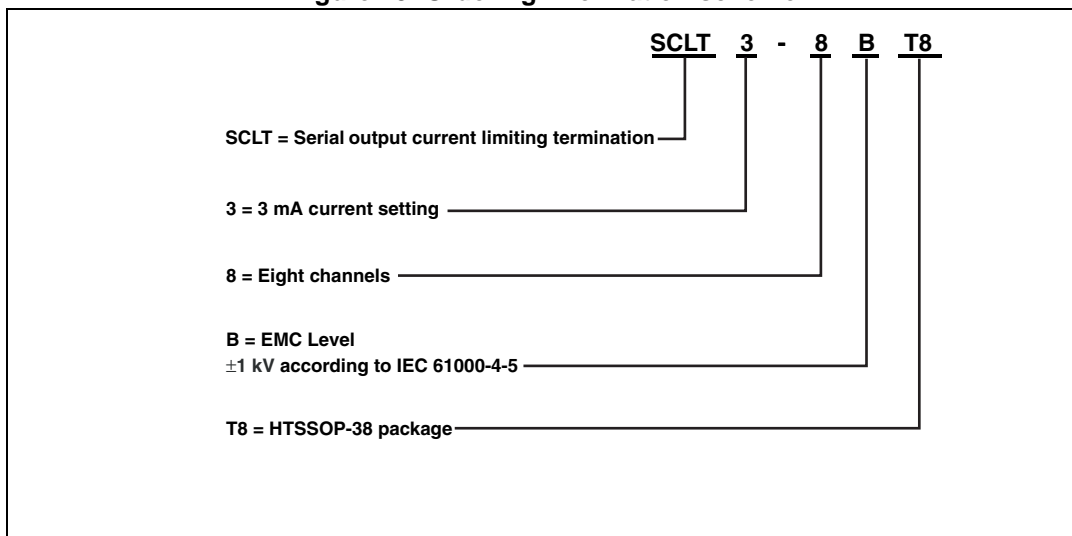 SCLT 3 - 8 B T8
SCLT = Serial output current limiting termination
3 = 3 mA current setting
8 = Eight channels
B = EMC Level
±1 kV according to IEC 61000-4-5
T8 = HTSSOP-38 package